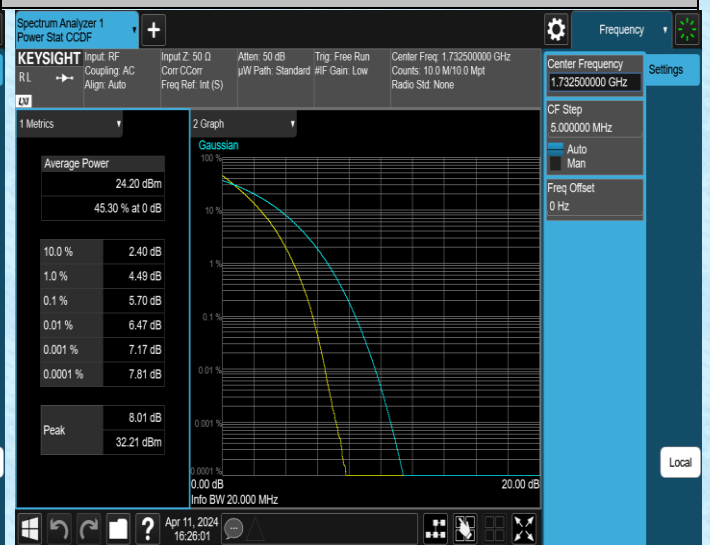 Spectrum Analyzer 1
Power Stat CCDF
Frequency
KEYSIGHT
RL
Input: RF
Coupling: AC
Align: Auto
Input Z: 50 Ω
Corr CCorr
Freq Ref: Int (S)
Atten: 50 dB
µW Path: Standard
Trig: Free Run
#IF Gain: Low
Center Freq: 1.732500000 GHz
Counts: 10.0 M/10.0 Mpt
Radio Std: None
LXI
Center Frequency
1.732500000 GHz
Settings
CF Step
5.000000 MHz
Auto
Man
Freq Offset
0 Hz
1 Metrics
Average Power
24.20 dBm
45.30 % at 0 dB
10.0 % 2.40 dB
1.0 % 4.49 dB
0.1 % 5.70 dB
0.01 % 6.47 dB
0.001 % 7.17 dB
0.0001 % 7.81 dB
Peak
8.01 dB
32.21 dBm
2 Graph
Gaussian
100 %
10 %
1 %
0.1 %
0.01 %
0.001 %
0.0001 %
0.00 dB 20.00 dB
Info BW 20.000 MHz
Local
?
Apr 11, 2024
16:26:01